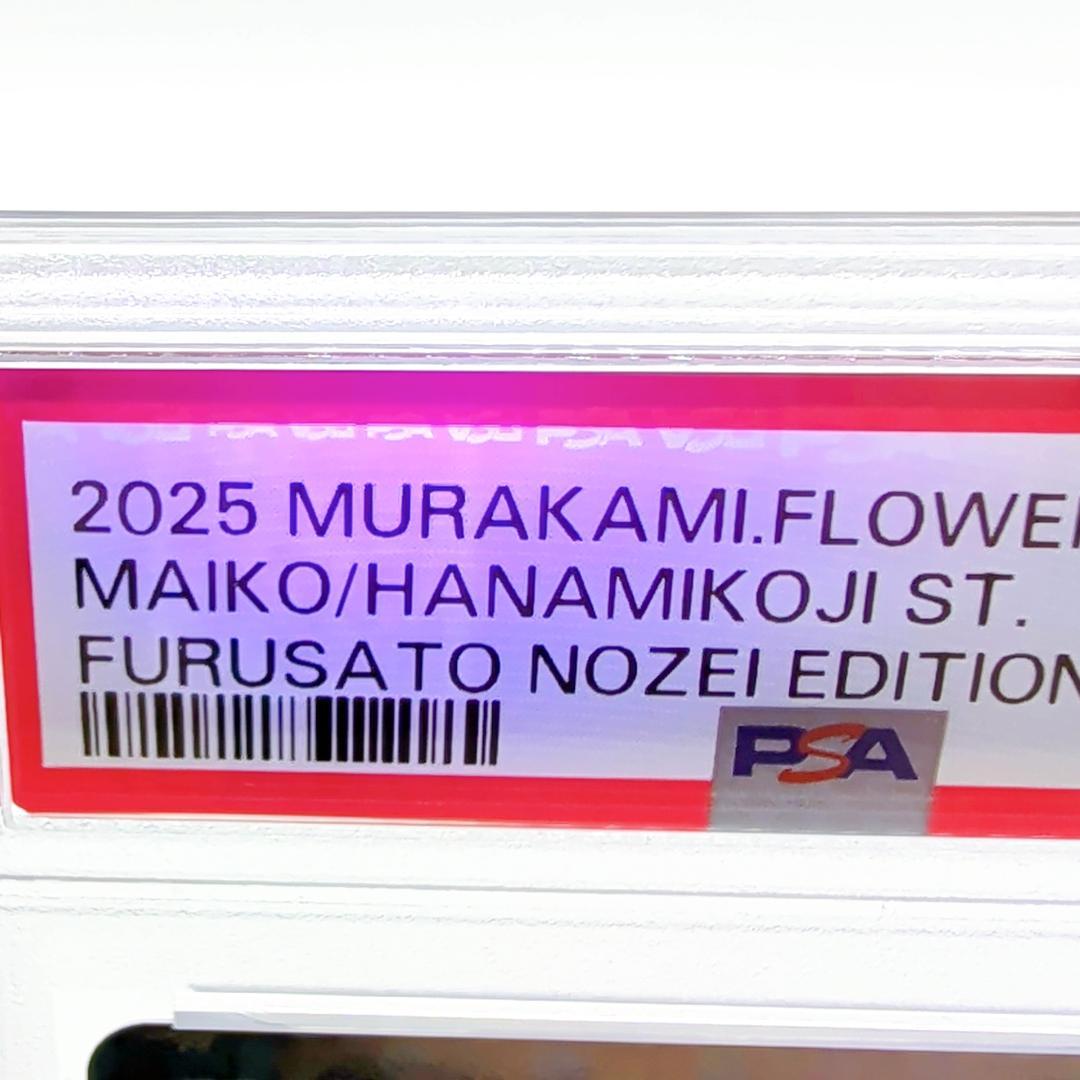 2025 MURAKAMI.FLOWE
MAIKO/HANAMIKOJI ST.
FURUSATO NOZEI EDITION
PSA